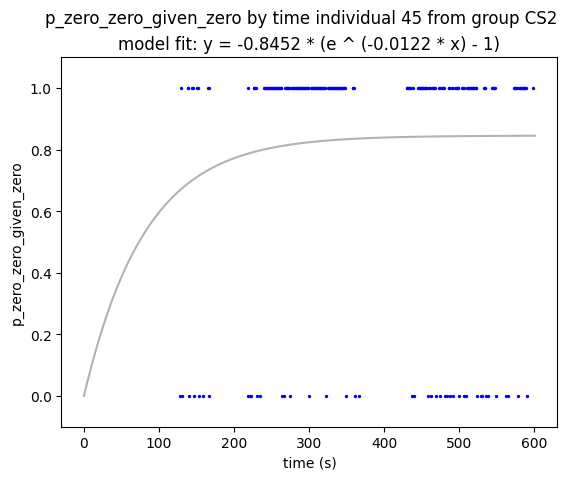 p_zero_zero_given_zero by time individual 45 from group CS2
model fit: y = -0.8452 * (e ^ (-0.0122 * x) - 1)
1.0
0.8
0.6
0.4
0.2
0.0
p_zero_zero_given_zero
0 100 200 300 400 500 600
time (s)